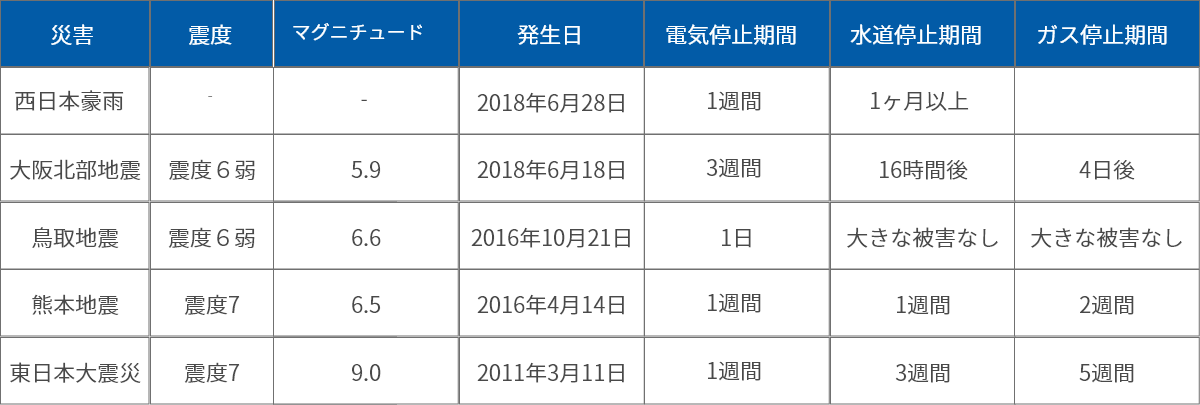 災害 震度 マグニチュード 発生日 電気停止期間 水道停止期間 ガス停止期間
西日本豪雨 - - 2018年6月28日 1週間 1ヶ月以上
大阪北部地震 震度６弱 5.9 2018年6月18日 3週間 16時間後 4日後
鳥取地震 震度６弱 6.6 2016年10月21日 1日 大きな被害なし 大きな被害なし
熊本地震 震度7 6.5 2016年4月14日 1週間 1週間 2週間
東日本大震災 震度7 9.0 2011年3月11日 1週間 3週間 5週間